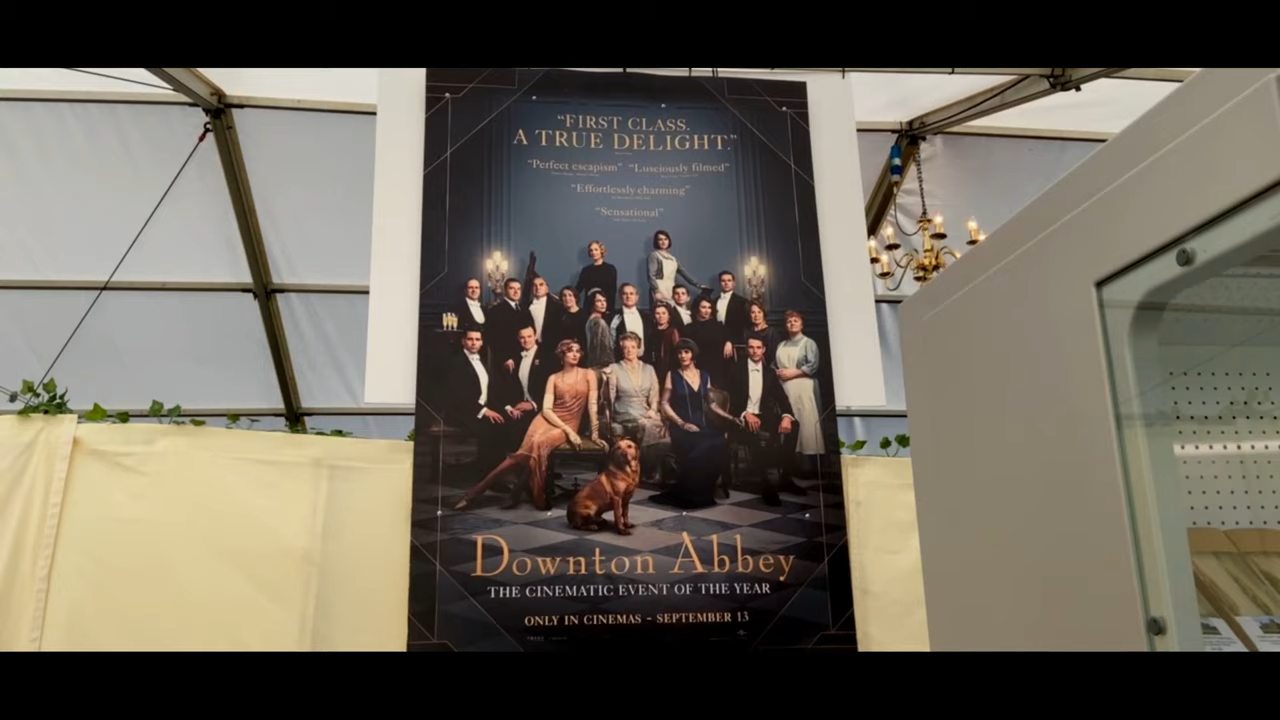 “FIRST CLASS.
A TRUE DELIGHT.”
“Perfect escapism” “Lusciously filmed”
“Effortlessly charming”
“Sensational”
Downton Abbey
THE CINEMATIC EVENT OF THE YEAR
ONLY IN CINEMAS - SEPTEMBER 13